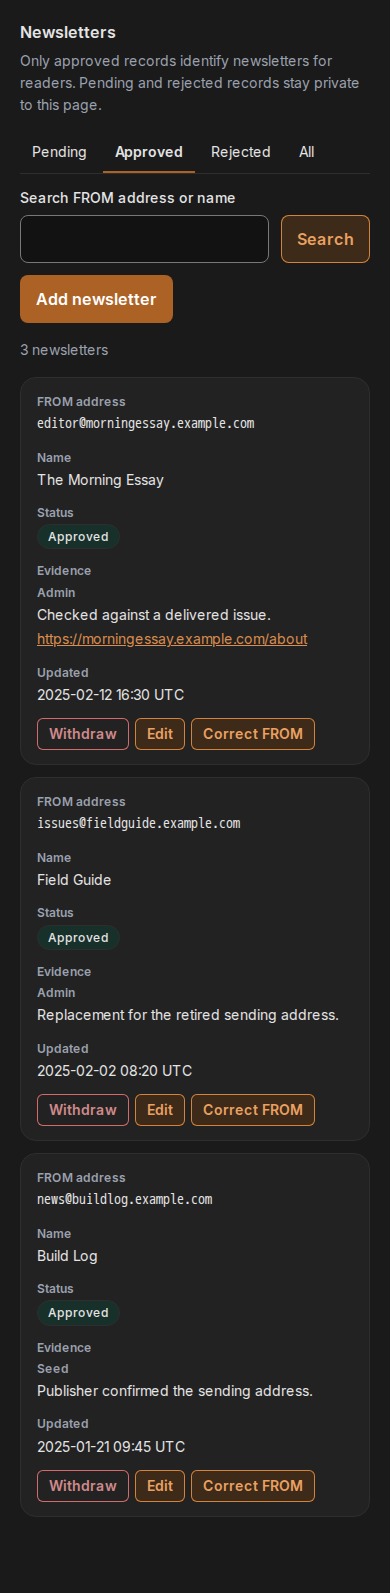 Newsletters
Only approved records identify newsletters for
readers. Pending and rejected records stay private
to this page.
Pending Approved Rejected All
Search FROM address or name
Search
Add newsletter
3 newsletters
FROM address
editor@morningessay.example.com
Name
The Morning Essay
Status
Approved
Evidence
Admin
Checked against a delivered issue.
https://morningessay.example.com/about
Updated
2025-02-12 16:30 UTC
Withdraw Edit Correct FROM
FROM address
issues@fieldguide.example.com
Name
Field Guide
Status
Approved
Evidence
Admin
Replacement for the retired sending address.
Updated
2025-02-02 08:20 UTC
Withdraw Edit Correct FROM
FROM address
news@buildlog.example.com
Name
Build Log
Status
Approved
Evidence
Seed
Publisher confirmed the sending address.
Updated
2025-01-21 09:45 UTC
Withdraw Edit Correct FROM